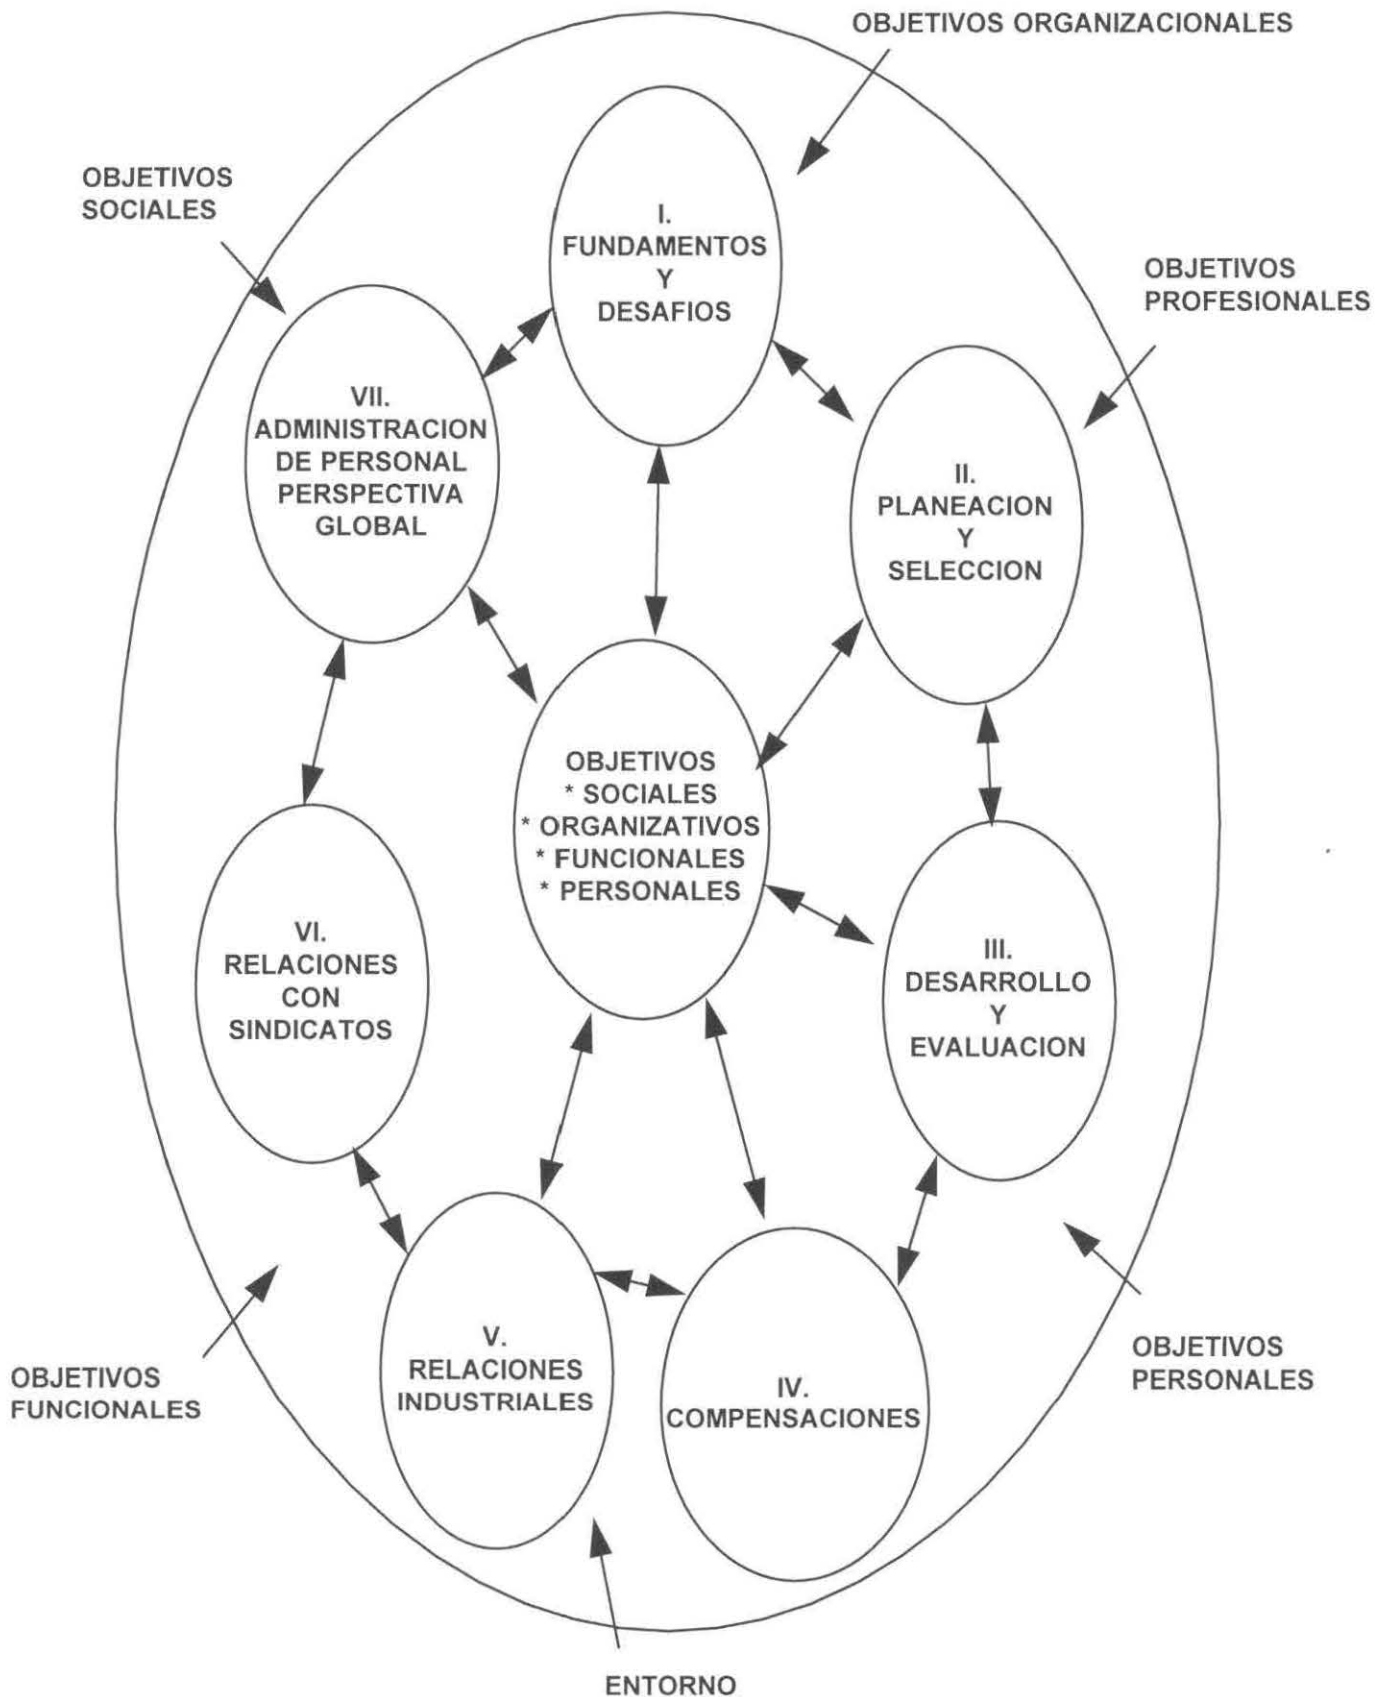 OBJETIVOS ORGANIZACIONALES
OBJETIVOS
SOCIALES
I.
FUNDAMENTOS
Y
DESAFIOS
OBJETIVOS
PROFESIONALES
VII.
ADMINISTRACION
DE PERSONAL
PERSPECTIVA
GLOBAL
II.
PLANEACION
Y
SELECCION
OBJETIVOS
* SOCIALES
* ORGANIZATIVOS
* FUNCIONALES
* PERSONALES
VI.
RELACIONES
CON
SINDICATOS
III.
DESARROLLO
Y
EVALUACION
V.
RELACIONES
INDUSTRIALES
IV.
COMPENSACIONES
OBJETIVOS
FUNCIONALES
OBJETIVOS
PERSONALES
ENTORNO